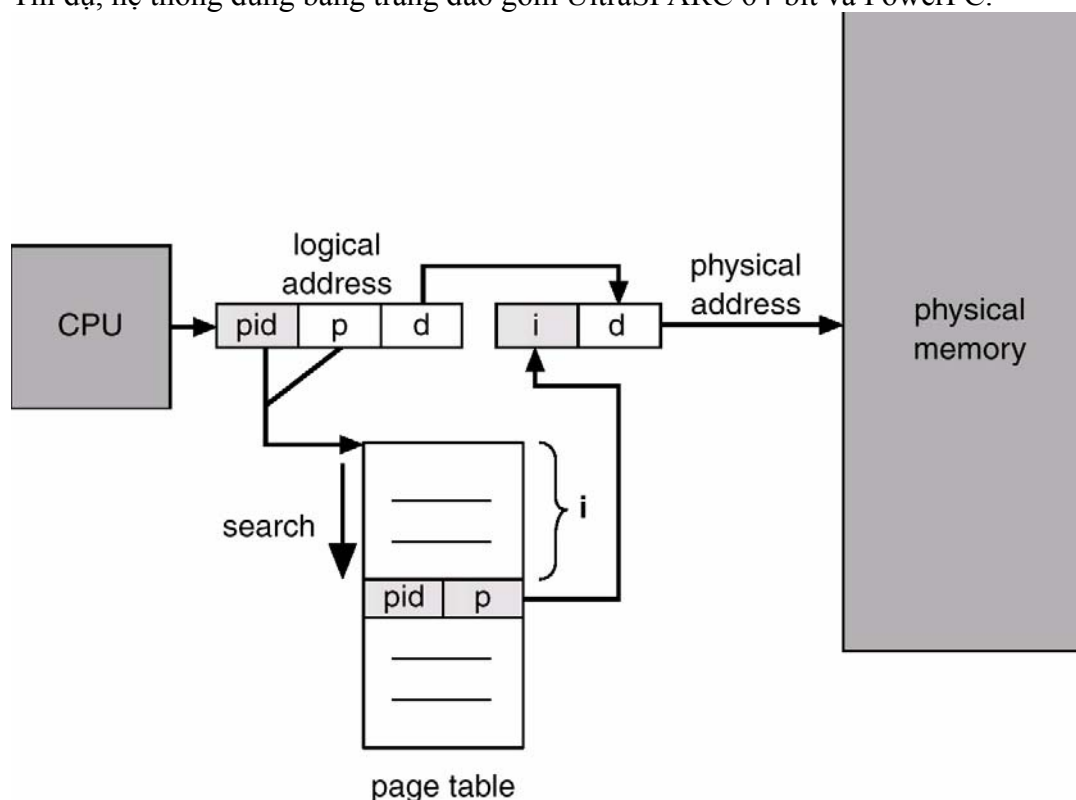 Thí dụ, hệ thống dùng bảng trang đảo gồm UltraSPARC 64-bit và PowerPC.
logical
address
physical
address
CPU
pid p d
i d
physical
memory
search
i
pid p
page table